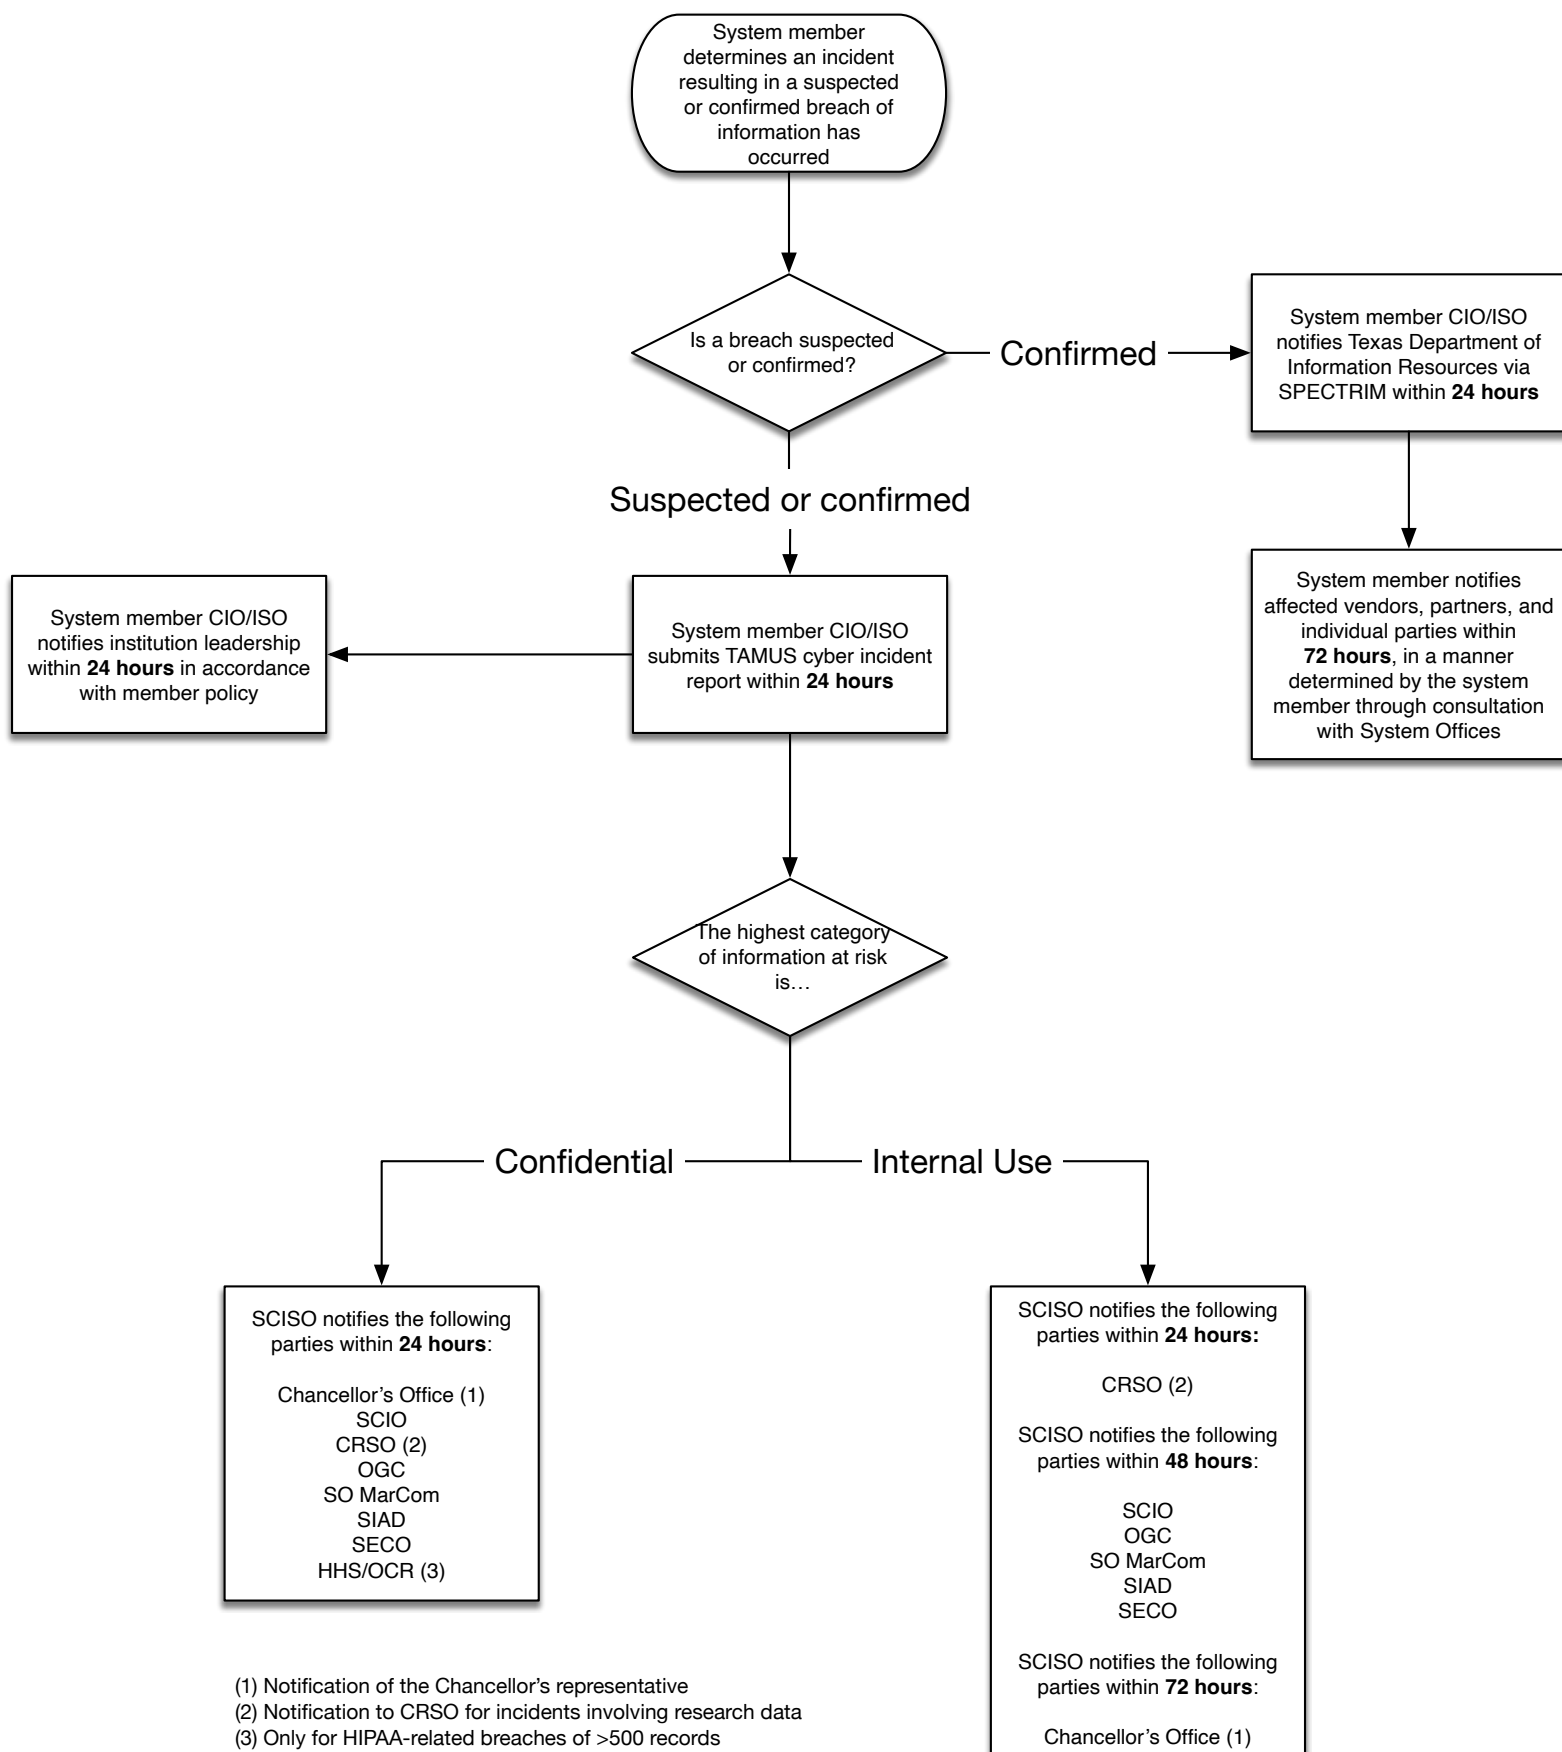 System member
determines an incident
resulting in a suspected
or confirmed breach of
information has
occurred
Is a breach suspected
or confirmed?
Confirmed
System member CIO/ISO
notifies Texas Department of
Information Resources via
SPECTRIM within 24 hours
Suspected or confirmed
System member CIO/ISO
notifies institution leadership
within 24 hours in accordance
with member policy
System member CIO/ISO
submits TAMUS cyber incident
report within 24 hours
System member notifies
affected vendors, partners, and
individual parties within
72 hours, in a manner
determined by the system
member through consultation
with System Offices
The highest category
of information at risk
is…
Confidential
Internal Use
SCISO notifies the following
parties within 24 hours:
Chancellor’s Office (1)
SCIO
CRSO (2)
OGC
SO MarCom
SIAD
SECO
HHS/OCR (3)
SCISO notifies the following
parties within 24 hours:
CRSO (2)
SCISO notifies the following
parties within 48 hours:
SCIO
OGC
SO MarCom
SIAD
SECO
SCISO notifies the following
parties within 72 hours:
Chancellor’s Office (1)
(1) Notification of the Chancellor’s representative
(2) Notification to CRSO for incidents involving research data
(3) Only for HIPAA-related breaches of >500 records